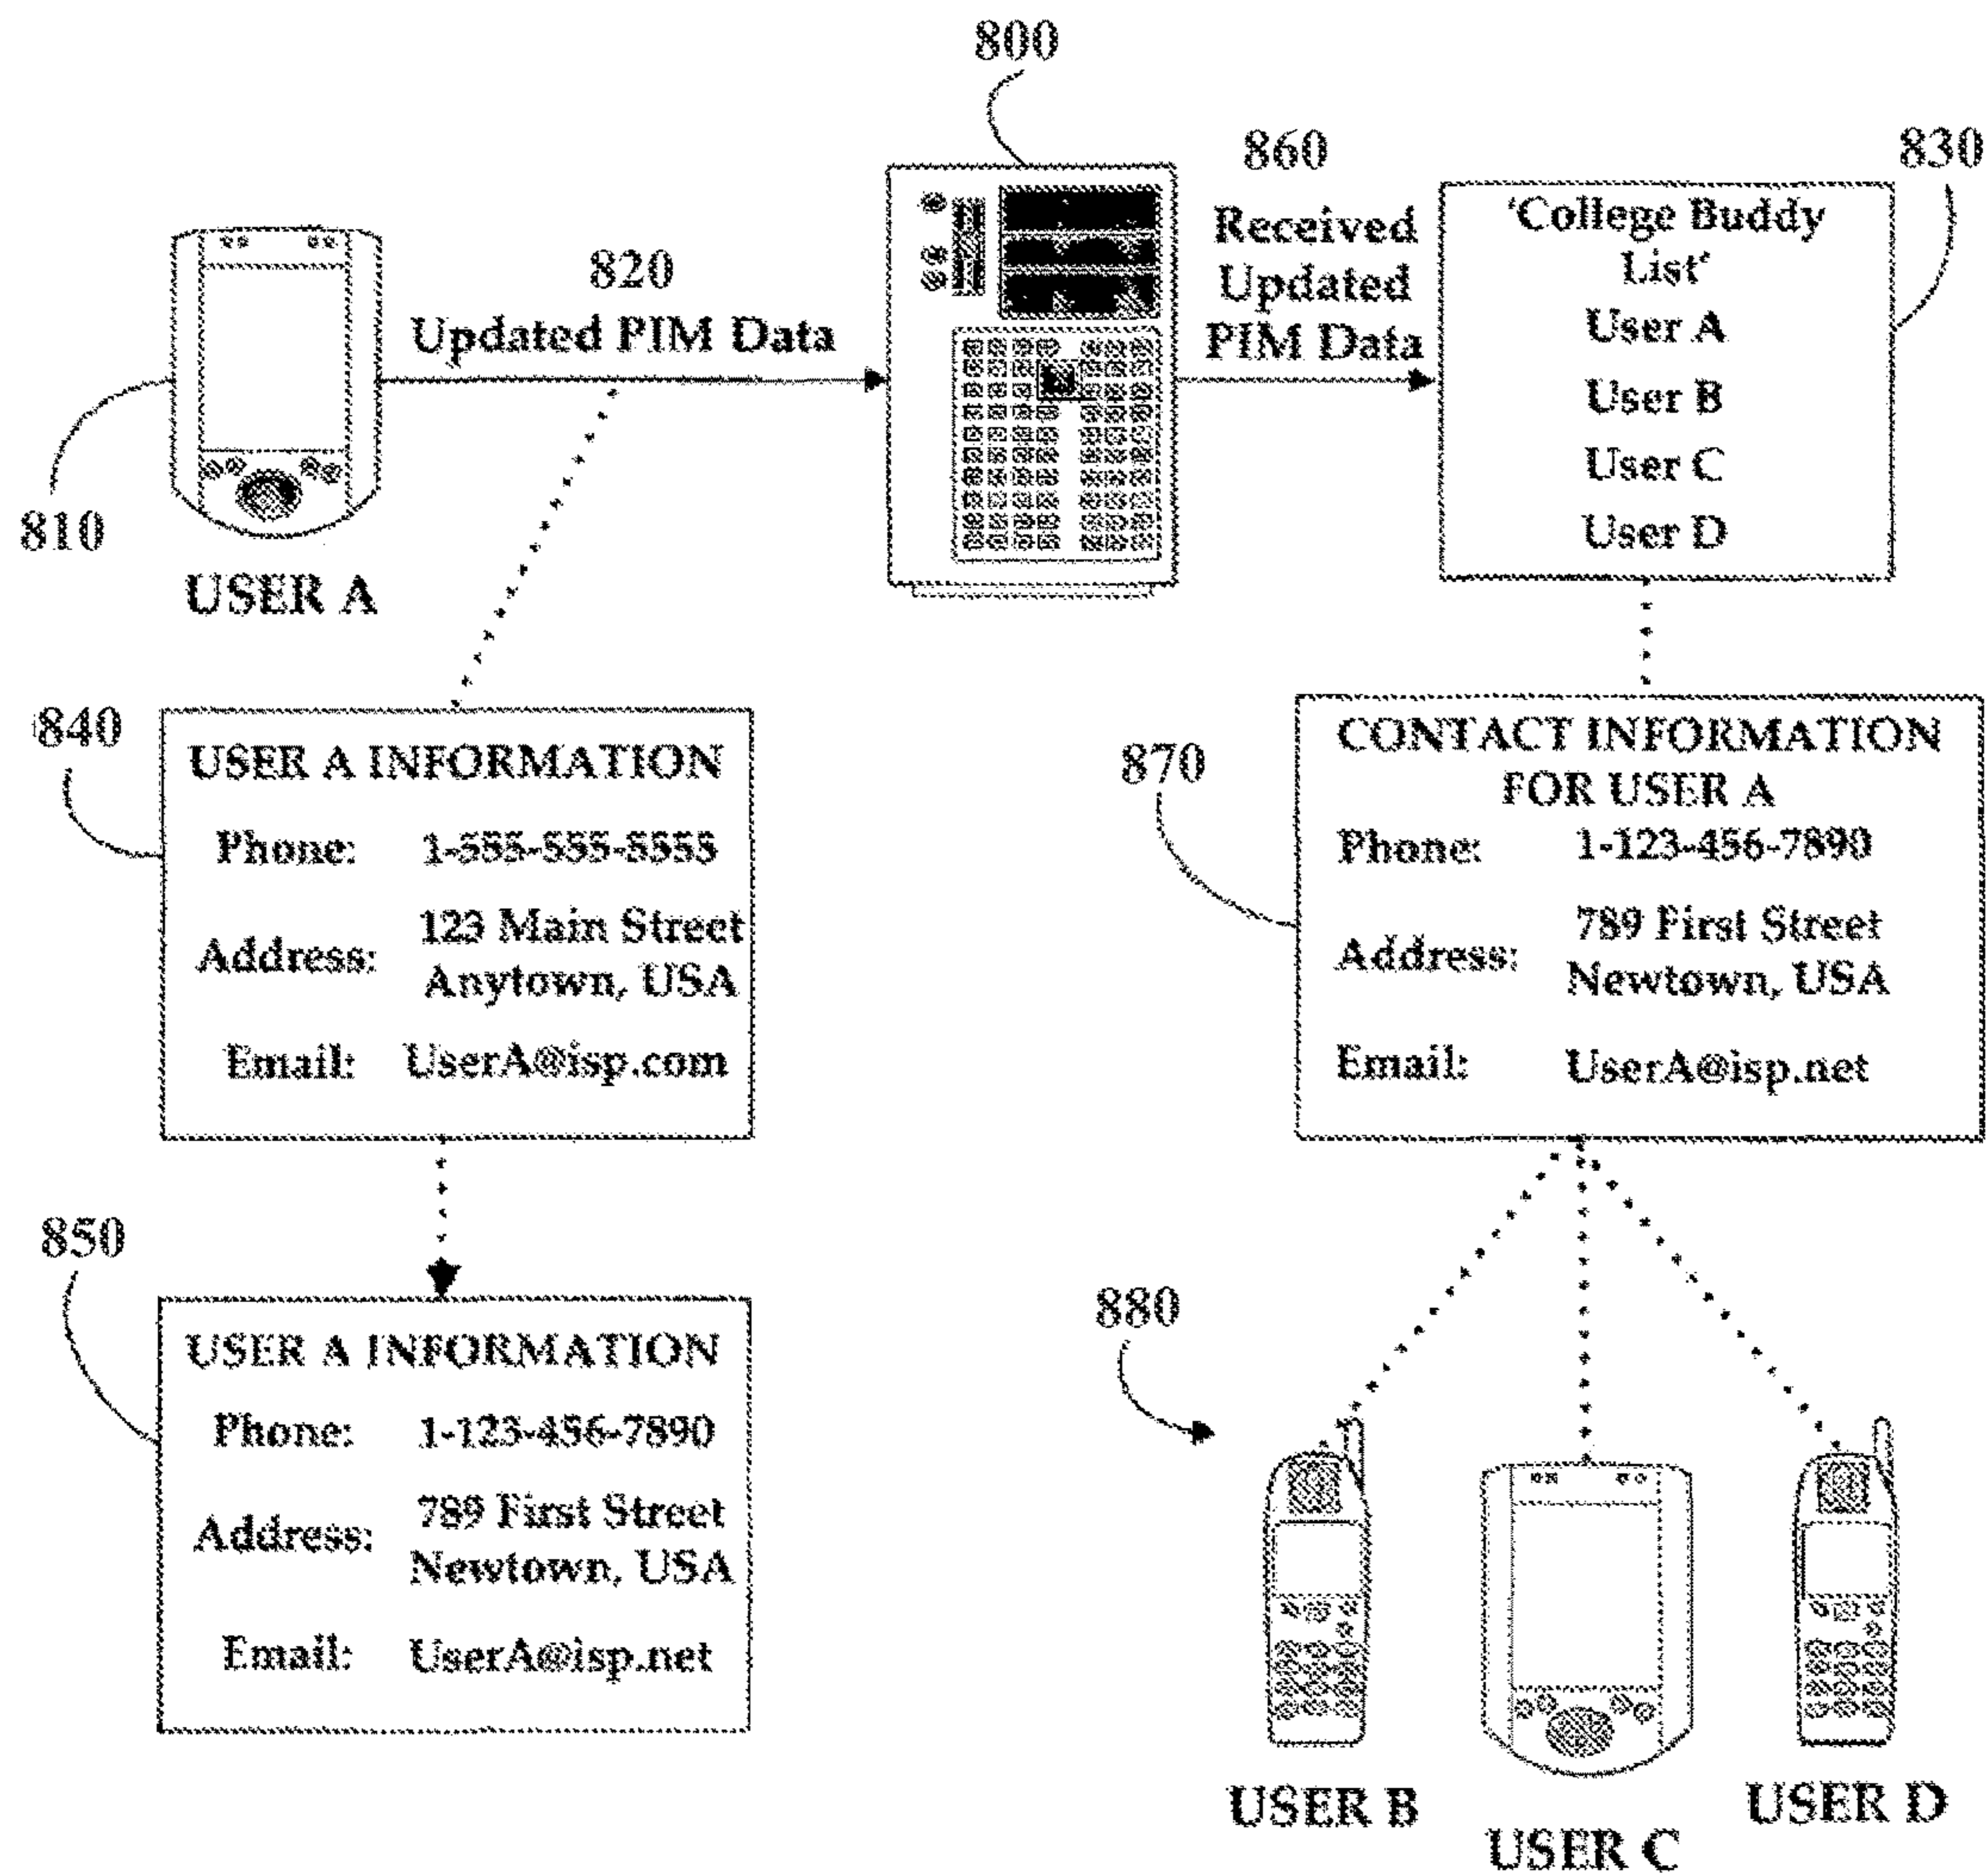 800
860
830
Received
Updated
PIM Data
'College Buddy
List'
User A
User B
User C
User D
820
Updated PIM Data
810
USER A
840
USER A INFORMATION
Phone: 1-555-555-5555
Address: 123 Main Street
Anytown, USA
Email: UserA@isp.com
870
CONTACT INFORMATION
FOR USER A
Phone: 1-123-456-7890
Address: 789 First Street
Newtown, USA
Email: UserA@isp.net
850
USER A INFORMATION
Phone: 1-123-456-7890
Address: 789 First Street
Newtown, USA
Email: UserA@isp.net
880
USER B
USER C
USER D